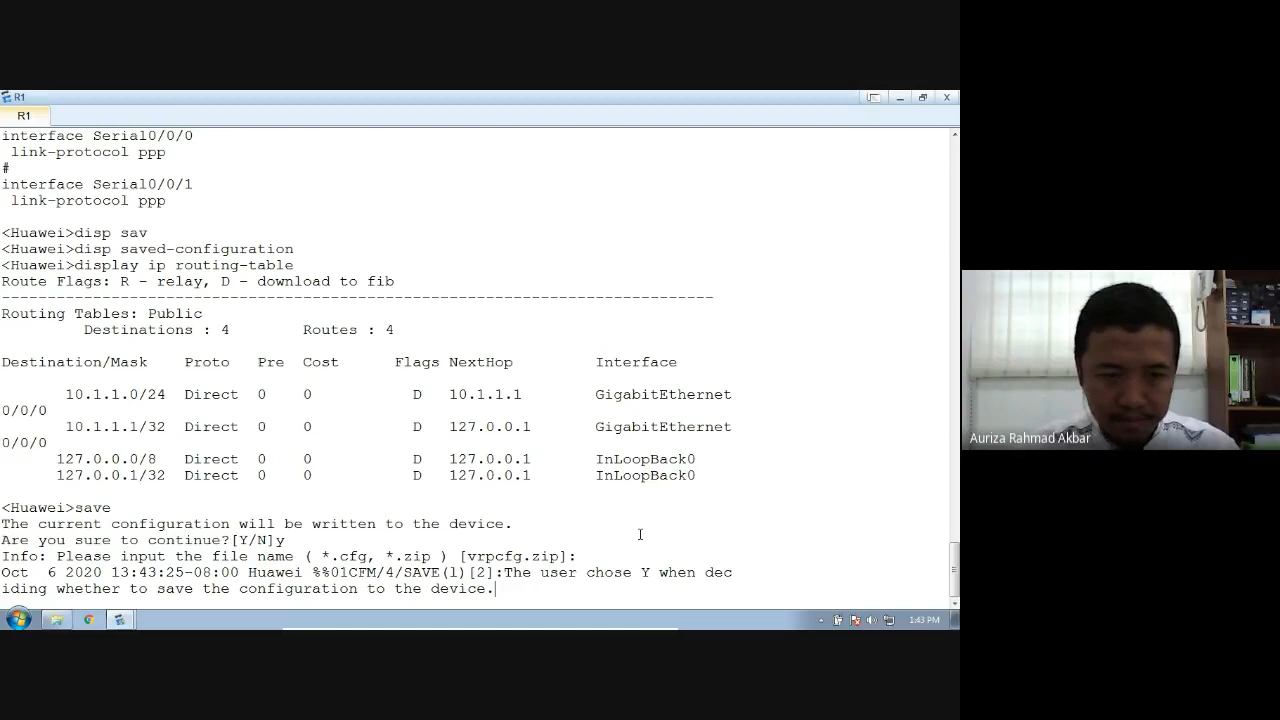 R1
R1
interface Serial0/0/0
link-protocol ppp
#
interface Serial0/0/1
link-protocol ppp
<Huawei>disp sav
<Huawei>disp saved-configuration
<Huawei>display ip routing-table
Route Flags: R - relay, D - download to fib
------------------------------------------------------------------------------
Routing Tables: Public
Destinations : 4 Routes : 4
Destination/Mask Proto Pre Cost Flags NextHop Interface
10.1.1.0/24 Direct 0 0 D 10.1.1.1 GigabitEthernet
0/0/0
10.1.1.1/32 Direct 0 0 D 127.0.0.1 GigabitEthernet
0/0/0
127.0.0.0/8 Direct 0 0 D 127.0.0.1 InLoopBack0
127.0.0.1/32 Direct 0 0 D 127.0.0.1 InLoopBack0
<Huawei>save
The current configuration will be written to the device.
Are you sure to continue?[Y/N]y
Info: Please input the file name ( *.cfg, *.zip ) [vrpcfg.zip]:
Oct 6 2020 13:43:25-08:00 Huawei %%01CFM/4/SAVE(l)[2]:The user chose Y when dec
iding whether to save the configuration to the device.
1:43 PM
Auriza Rahmad Akbar